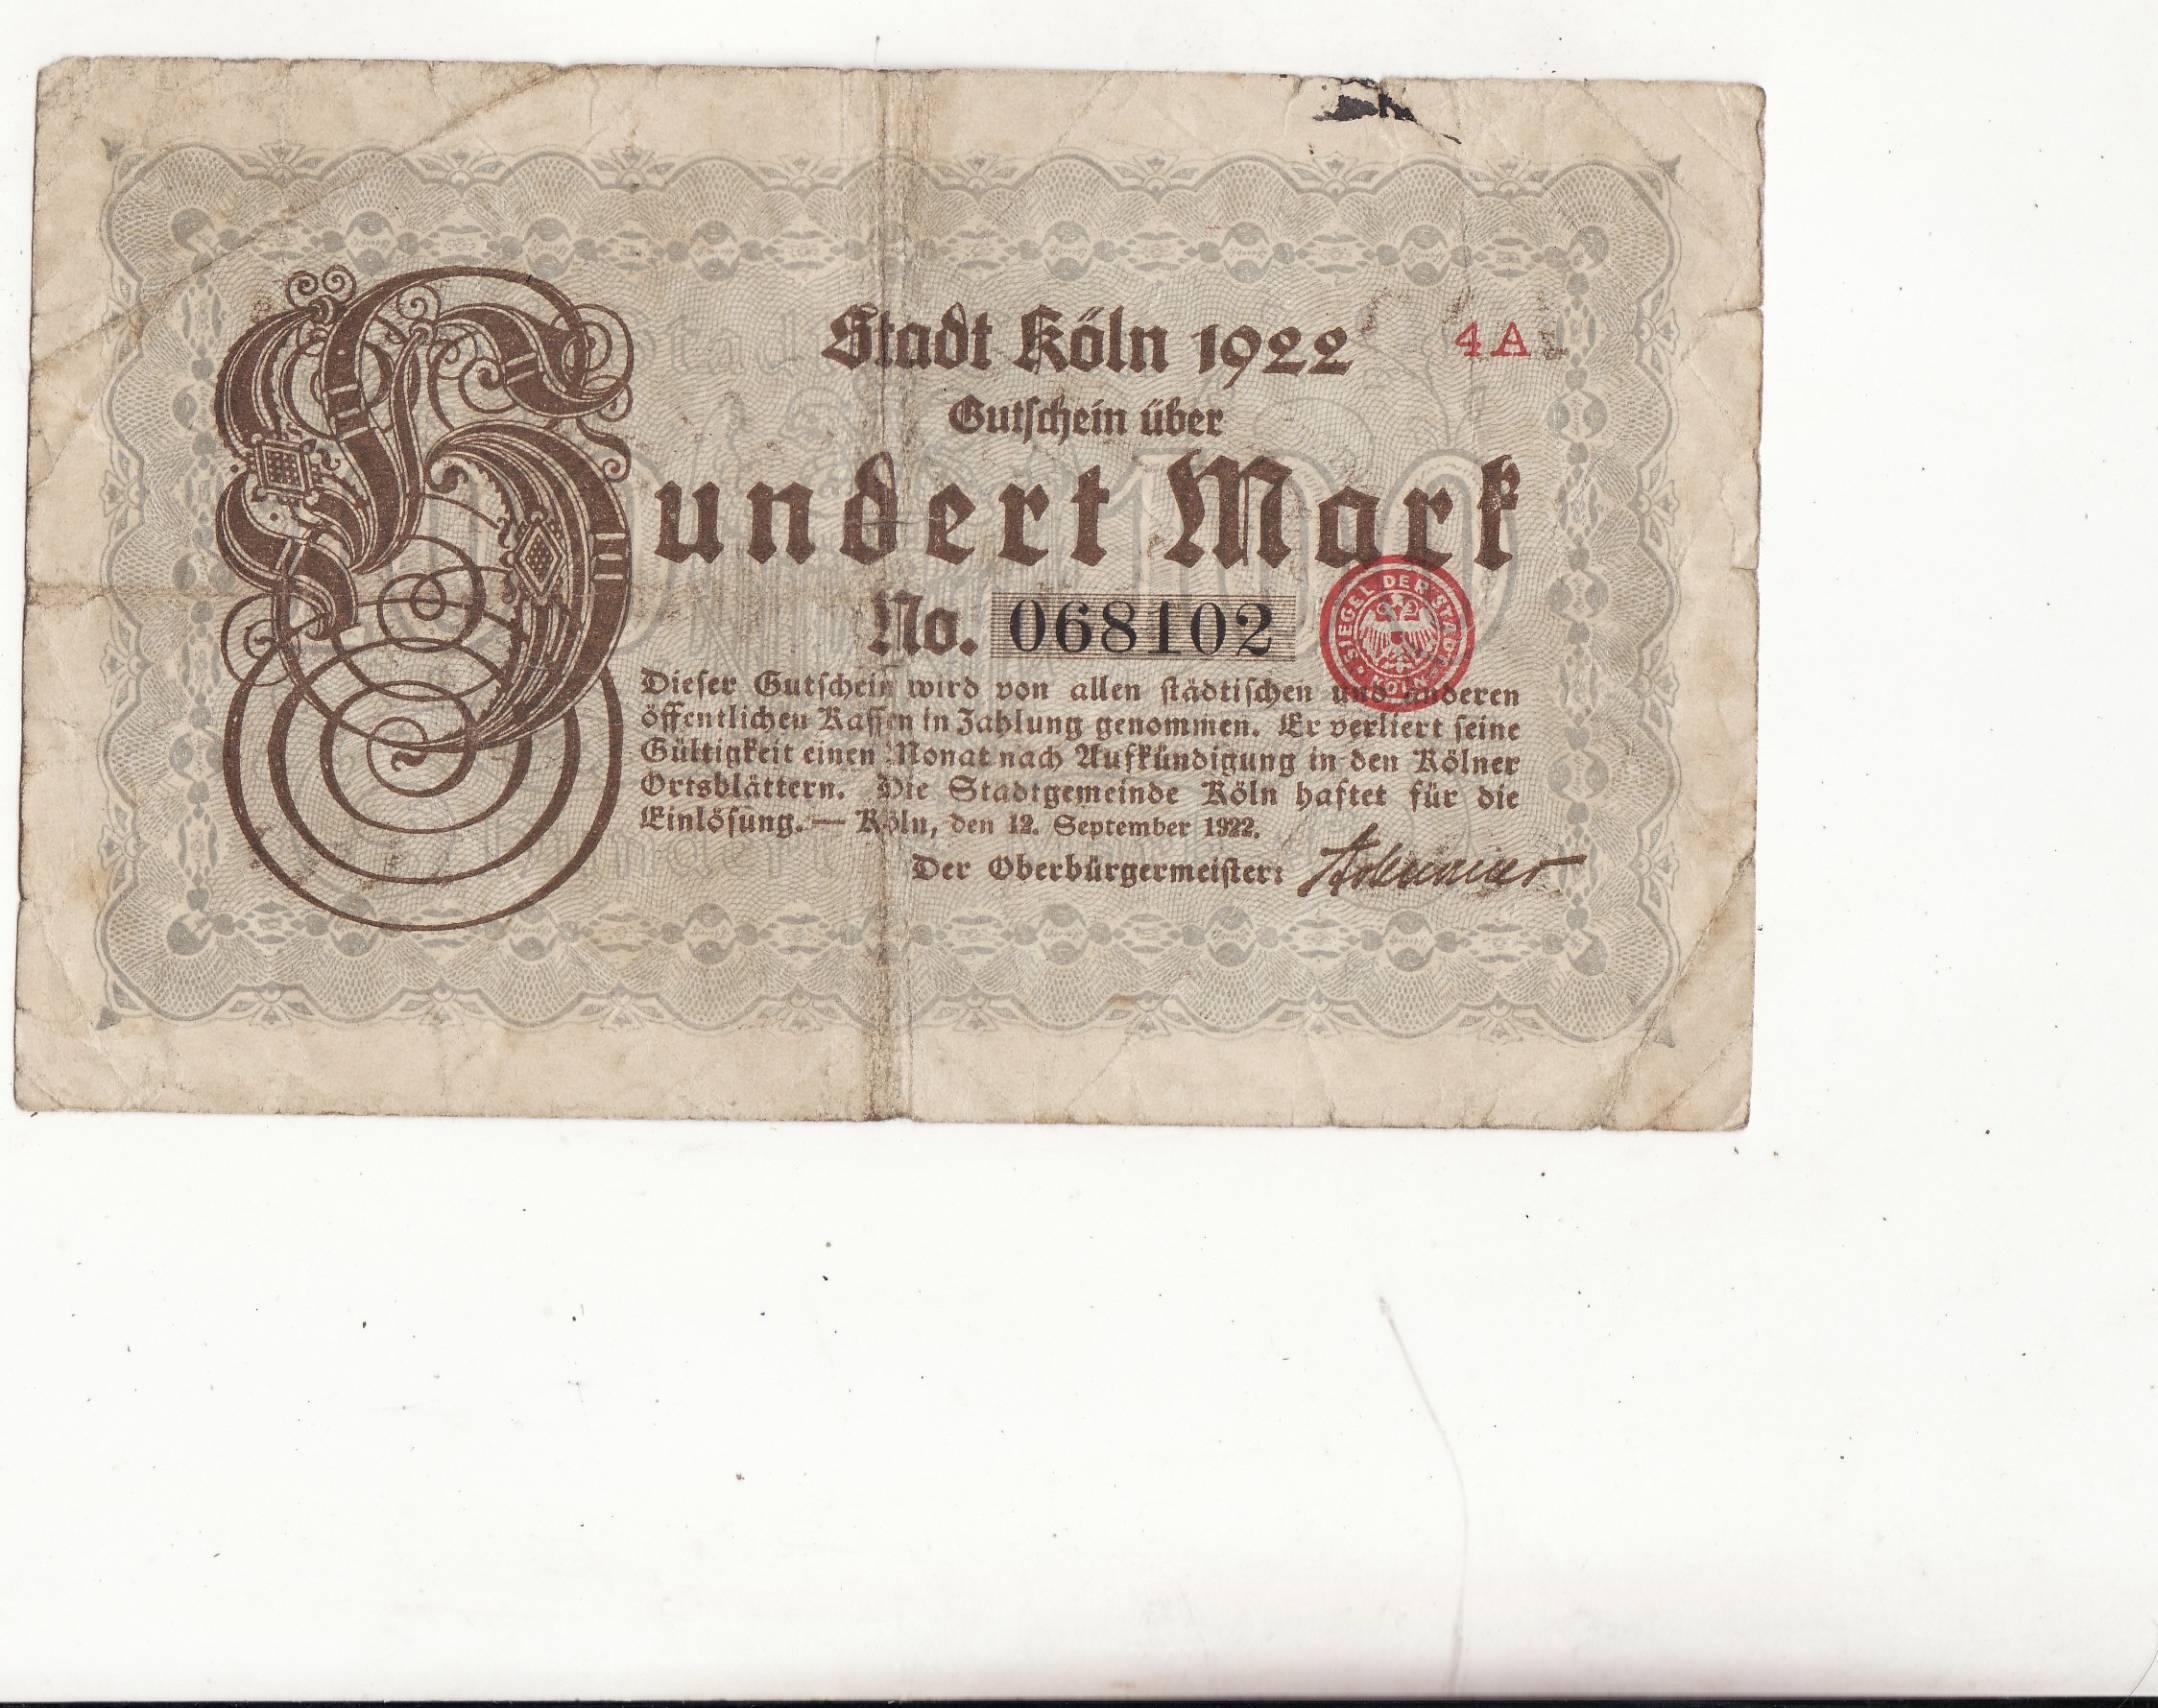 Stadt Köln 1922
4 A
Gutschein über
Hundert Mark
No. 068102
SIEGEL DER STADT KÖLN
Dieser Gutschein wird von allen städtischen und anderen
öffentlichen Kassen in Zahlung genommen. Er verliert seine
Gültigkeit einen Monat nach Aufkündigung in den Kölner
Ortsblättern. Die Stadtgemeinde Köln haftet für die
Einlösung. — Köln, den 12. September 1922.
Der Oberbürgermeister: Adenauer